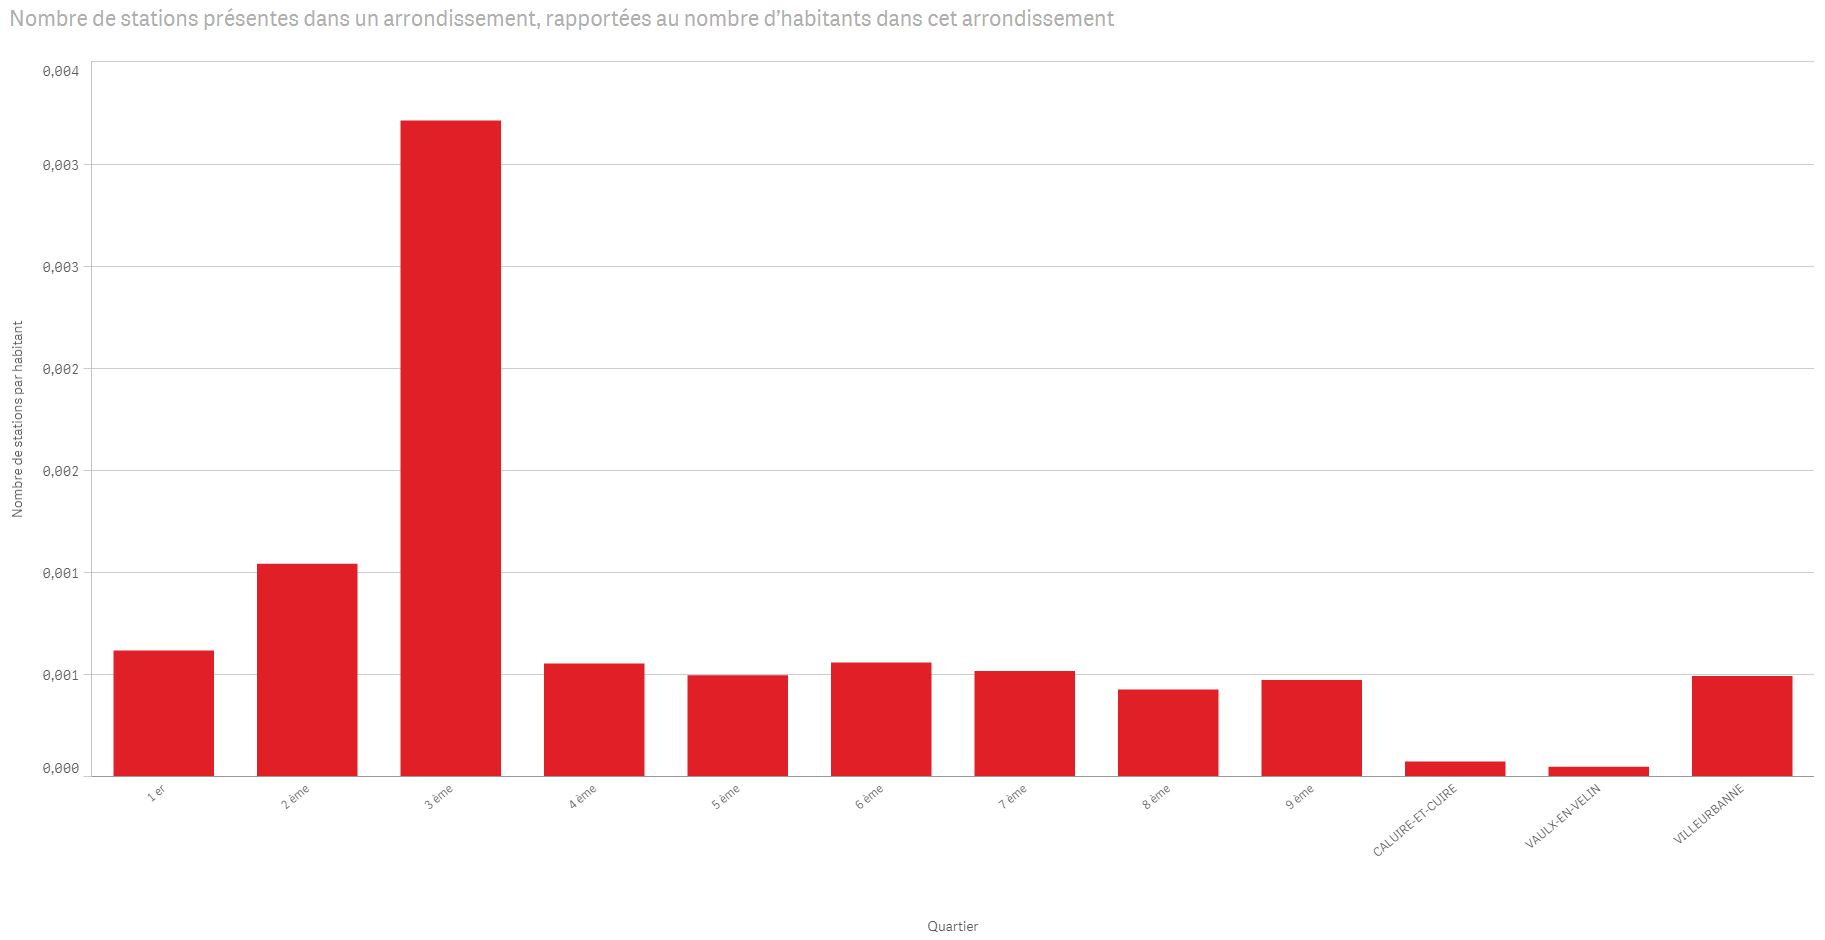 Nombre de stations présentes dans un arrondissement, rapportées au nombre d’habitants dans cet arrondissement
Nombre de stations par habitant
0,004
0,003
0,003
0,002
0,002
0,001
0,001
0,000
1 er
2 ème
3 ème
4 ème
5 ème
6 ème
7 ème
8 ème
9 ème
CALUIRE-ET-CUIRE
VAULX-EN-VELIN
VILLEURBANNE
Quartier